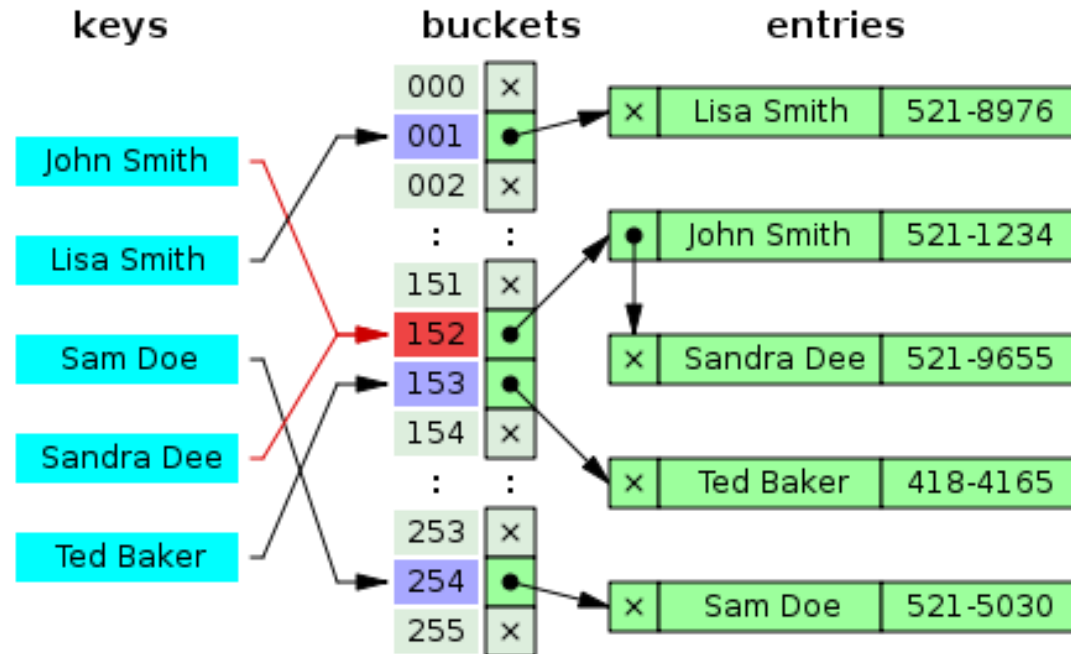 keys
buckets
entries
John Smith
Lisa Smith
Sam Doe
Sandra Dee
Ted Baker
000 ×
001
002 ×
: :
151 ×
152
153
154 ×
: :
253 ×
254
255 ×
× Lisa Smith 521-8976
John Smith 521-1234
× Sandra Dee 521-9655
× Ted Baker 418-4165
× Sam Doe 521-5030